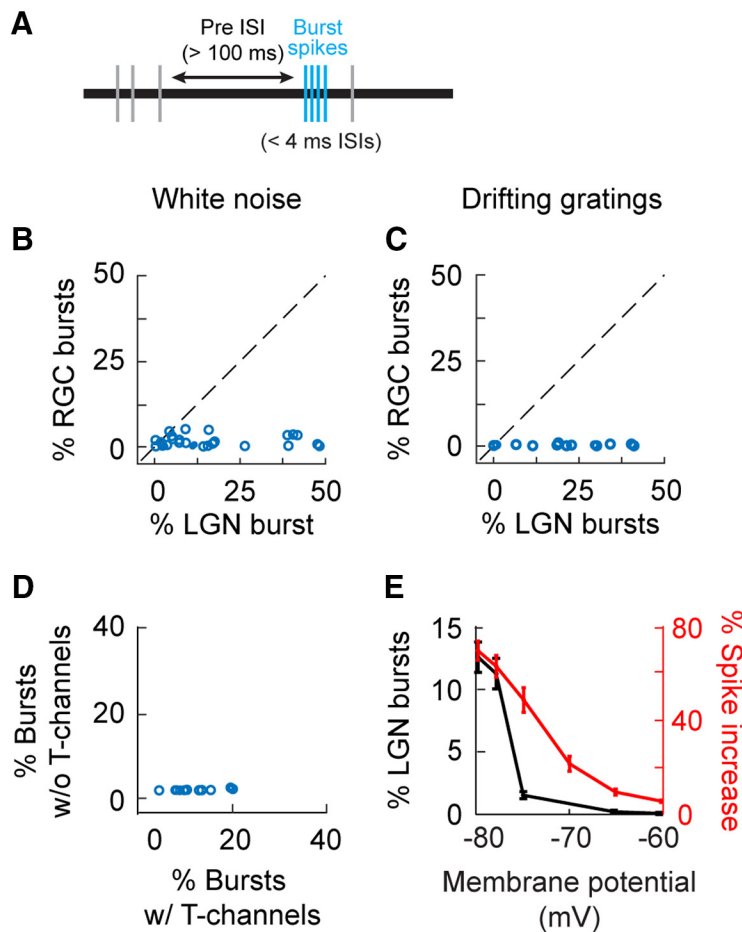 A
Pre ISI
(> 100 ms)
Burst
spikes
(< 4 ms ISIs)
White noise
Drifting gratings
B
% RGC bursts
50
25
0
0 25 50
% LGN burst
C
% RGC bursts
50
25
0
0 25 50
% LGN bursts
D
% Bursts
w/o T-channels
40
20
0
0 20 40
% Bursts
w/ T-channels
E
% LGN bursts
15
10
5
0
80
40
0
% Spike increase
-80 -70 -60
Membrane potential
(mV)